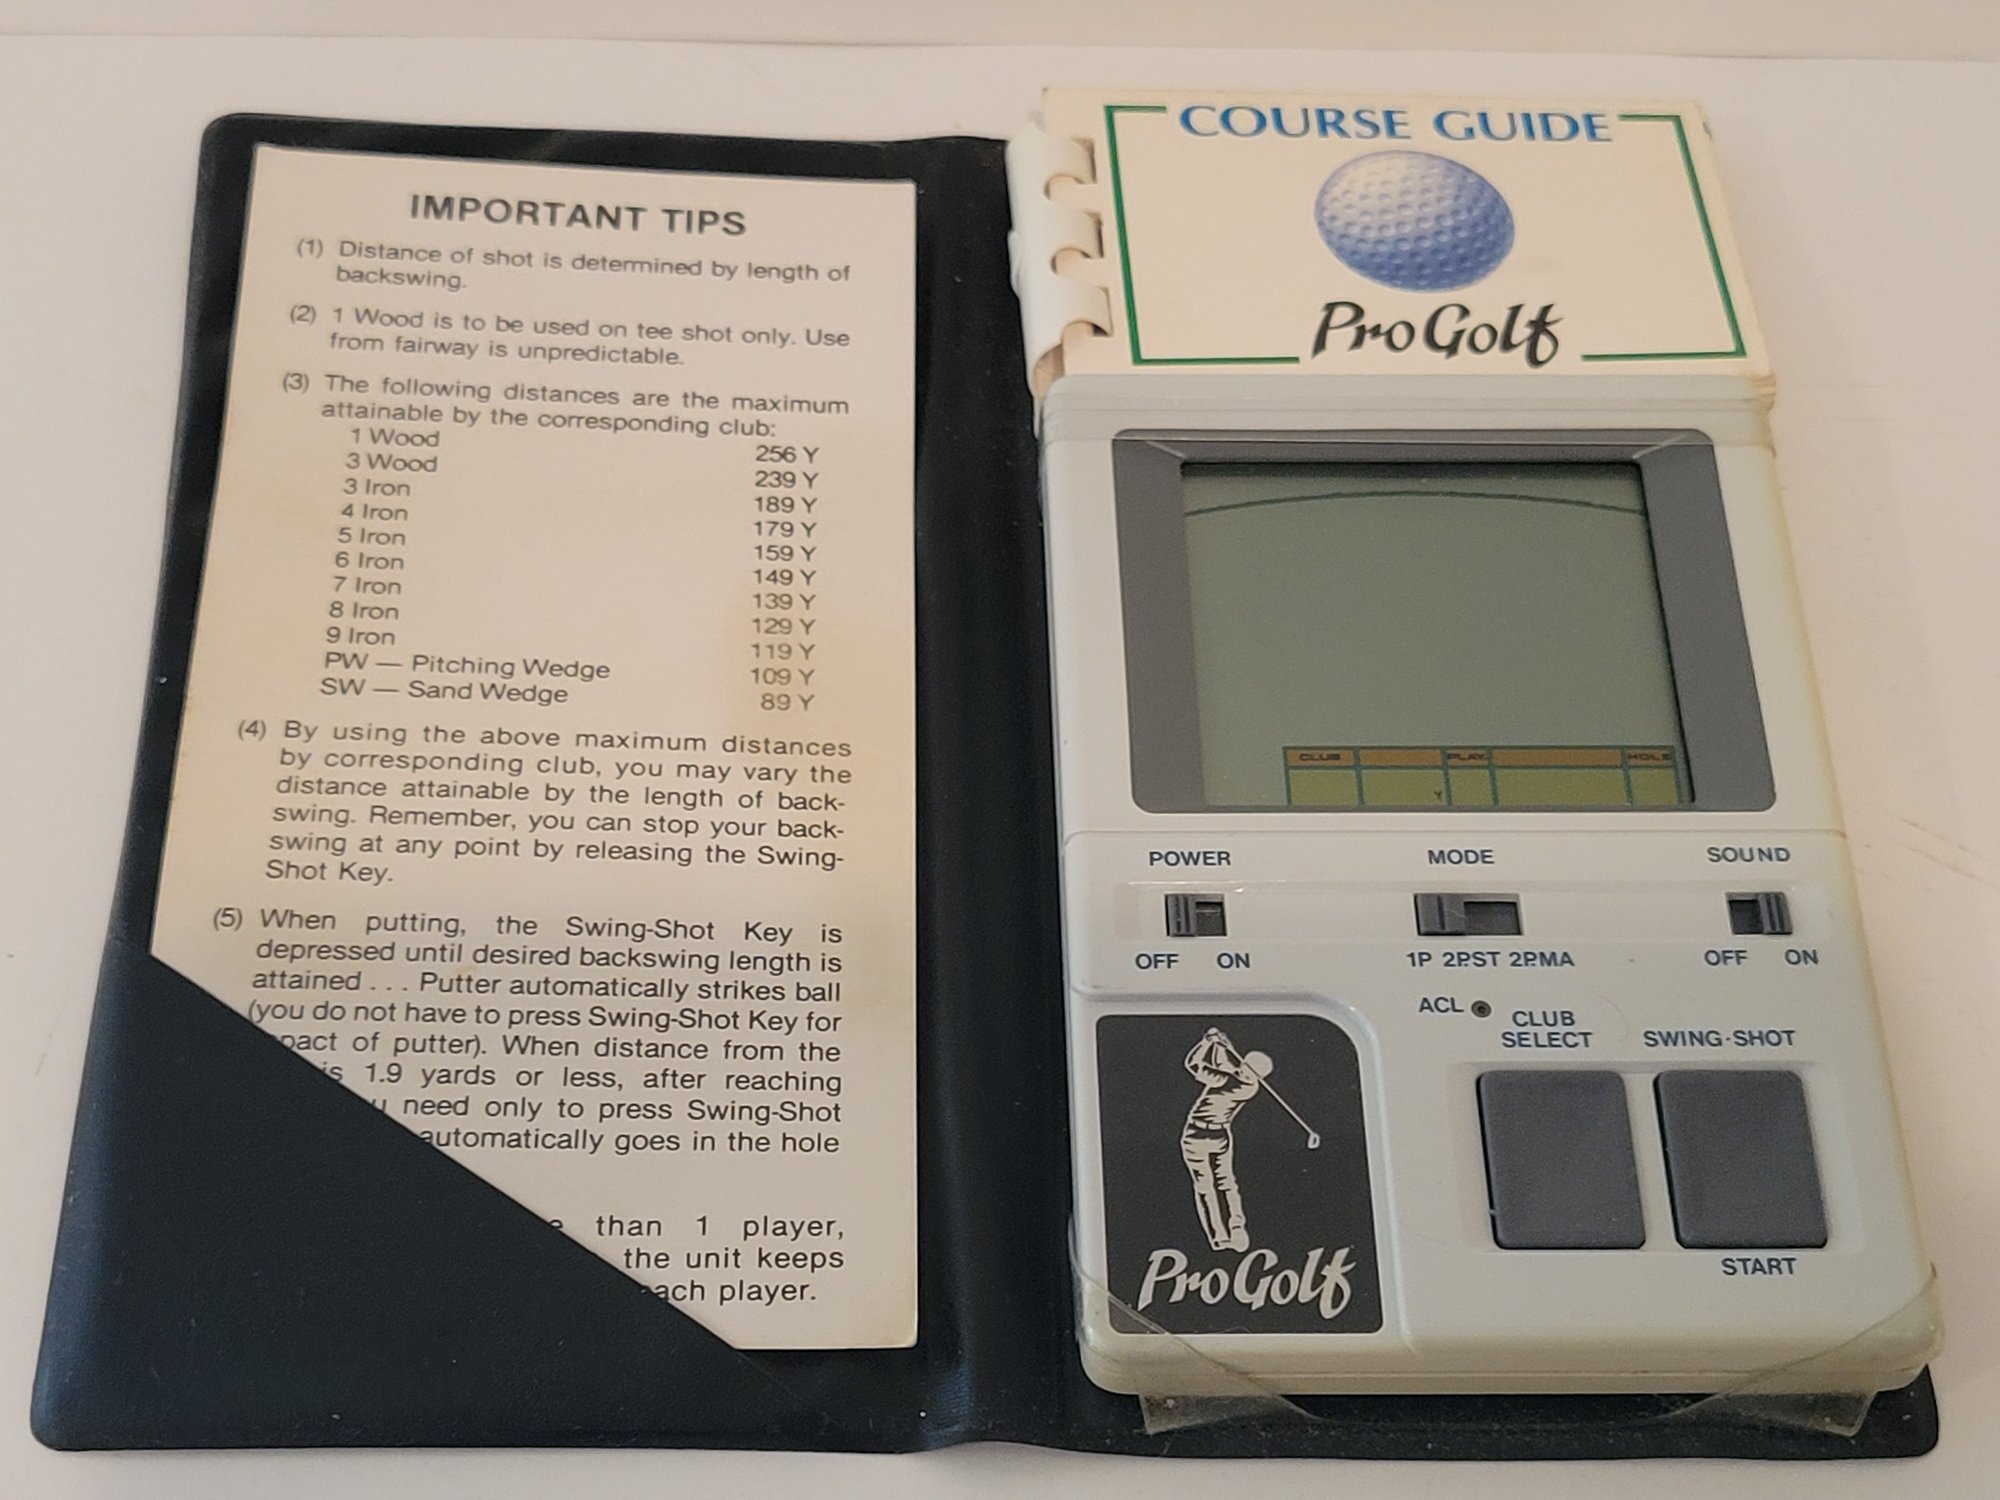 IMPORTANT TIPS
(1) Distance of shot is determined by length of
backswing.
(2) 1 Wood is to be used on tee shot only. Use
from fairway is unpredictable.
(3) The following distances are the maximum
attainable by the corresponding club:
1 Wood 256 Y
3 Wood 239 Y
3 Iron 189 Y
4 Iron 179 Y
5 Iron 159 Y
6 Iron 149 Y
7 Iron 139 Y
8 Iron 129 Y
9 Iron 119 Y
PW — Pitching Wedge 109 Y
SW — Sand Wedge 89 Y
(4) By using the above maximum distances
by corresponding club, you may vary the
distance attainable by the length of back-
swing. Remember, you can stop your back-
swing at any point by releasing the Swing-
Shot Key.
(5) When putting, the Swing-Shot Key is
depressed until desired backswing length is
attained . . . Putter automatically strikes ball
(you do not have to press Swing-Shot Key for
pact of putter). When distance from the
is 1.9 yards or less, after reaching
need only to press Swing-Shot
automatically goes in the hole
than 1 player,
the unit keeps
ach player.
COURSE GUIDE
Pro Golf
CLUB PLAY HOLE
Y
POWER MODE SOUND
OFF ON 1P 2P.ST 2P.MA OFF ON
ACL
CLUB
SELECT SWING·SHOT
START
Pro Golf